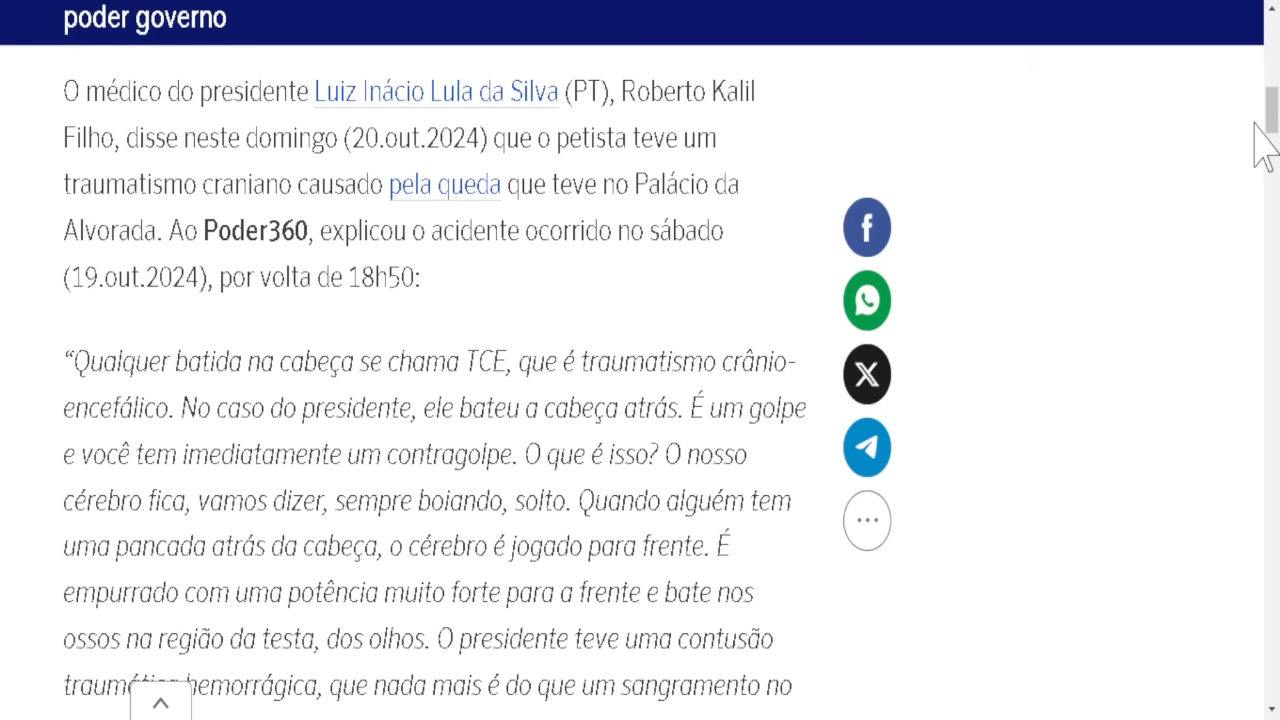 poder governo
O médico do presidente Luiz Inácio Lula da Silva (PT), Roberto Kalil
Filho, disse neste domingo (20.out.2024) que o petista teve um
traumatismo craniano causado pela queda que teve no Palácio da
Alvorada. Ao Poder360, explicou o acidente ocorrido no sábado
(19.out.2024), por volta de 18h50:
“Qualquer batida na cabeça se chama TCE, que é traumatismo crânio-
encefálico. No caso do presidente, ele bateu a cabeça atrás. É um golpe
e você tem imediatamente um contragolpe. O que é isso? O nosso
cérebro fica, vamos dizer, sempre boiando, solto. Quando alguém tem
uma pancada atrás da cabeça, o cérebro é jogado para frente. É
empurrado com uma potência muito forte para a frente e bate nos
ossos na região da testa, dos olhos. O presidente teve uma contusão
traumática hemorrágica, que nada mais é do que um sangramento no